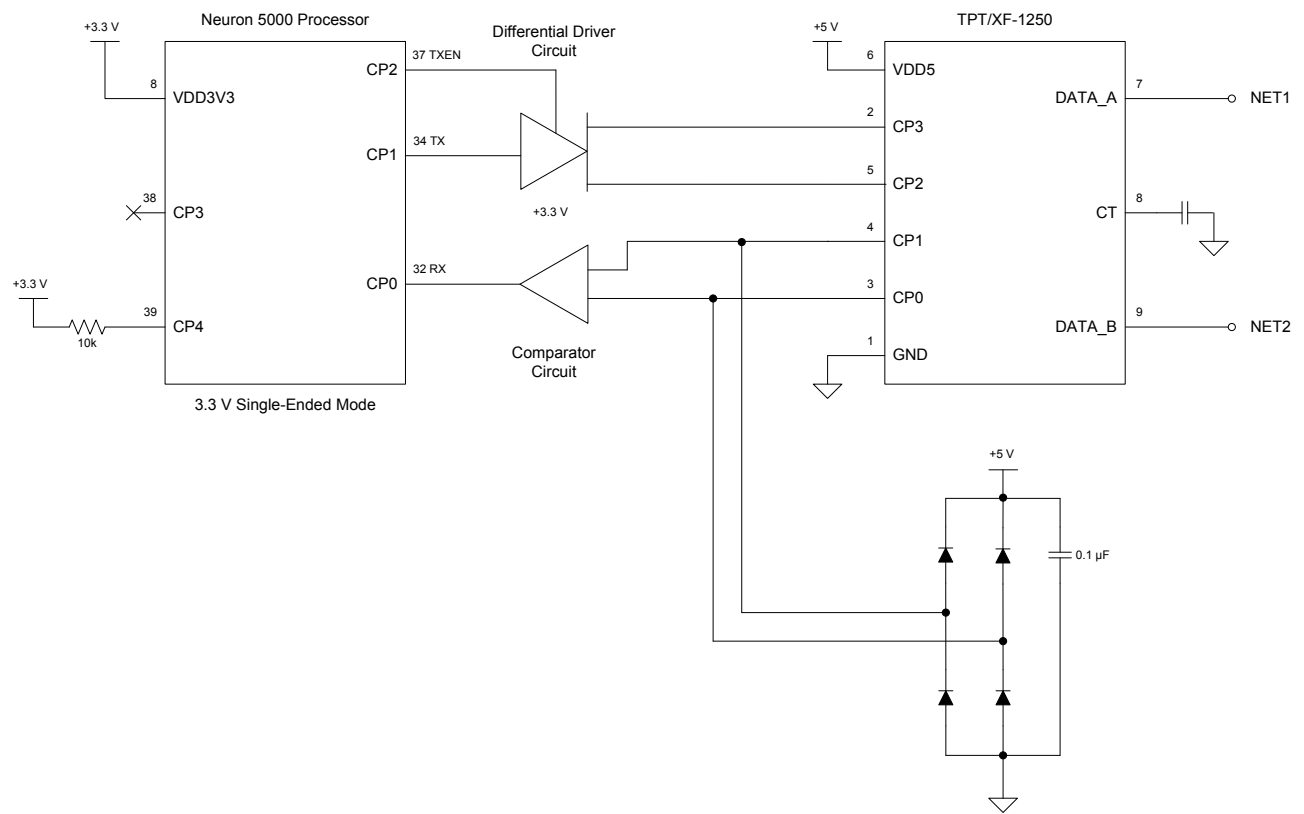 Neuron 5000 Processor
TPT/XF-1250
+3.3 V
Differential Driver
Circuit
+5 V
37 TXEN
CP2
8
VDD3V3
6
VDD5
7
DATA_A
NET1
2
CP3
34 TX
CP1
5
CP2
38
CP3
+3.3 V
8
CT
4
CP1
32 RX
CP0
3
CP0
+3.3 V
10k
39
CP4
9
DATA_B
NET2
1
GND
Comparator
Circuit
3.3 V Single-Ended Mode
+5 V
0.1 µF